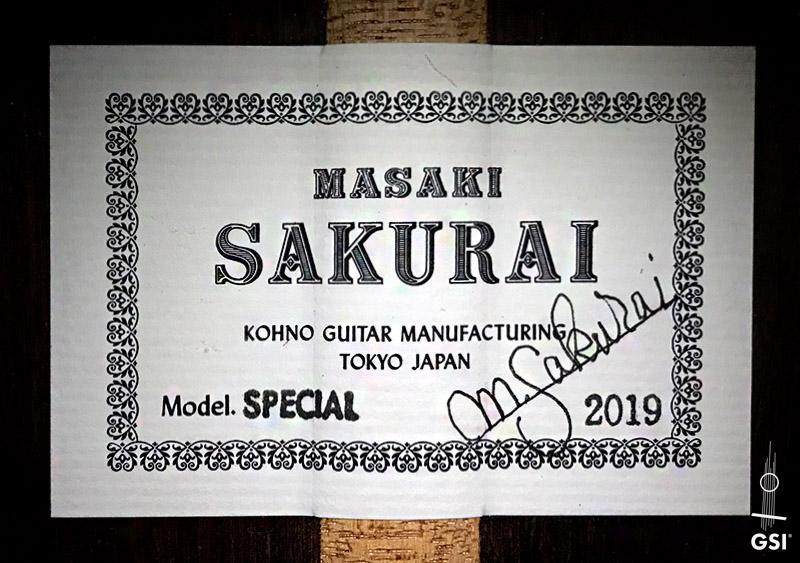 MASAKI
SAKURAI
KOHNO GUITAR MANUFACTURING
TOKYO JAPAN
M. Sakurai
Model. SPECIAL 2019
GSI